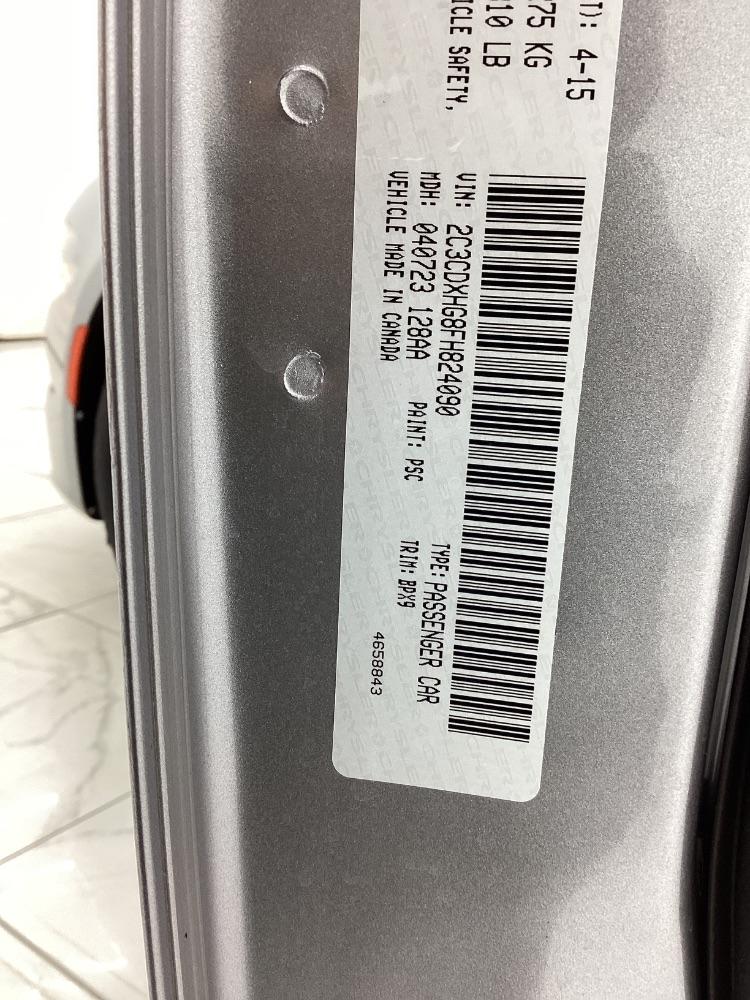 T): 4-15
75 KG
10 LB
ICLE SAFETY,
VIN: 2C3CDXHG8FH824090
TYPE: PASSENGER CAR
MDH: 040723 128AA PAINT: PSC TRIM: BPX9
VEHICLE MADE IN CANADA
4658843